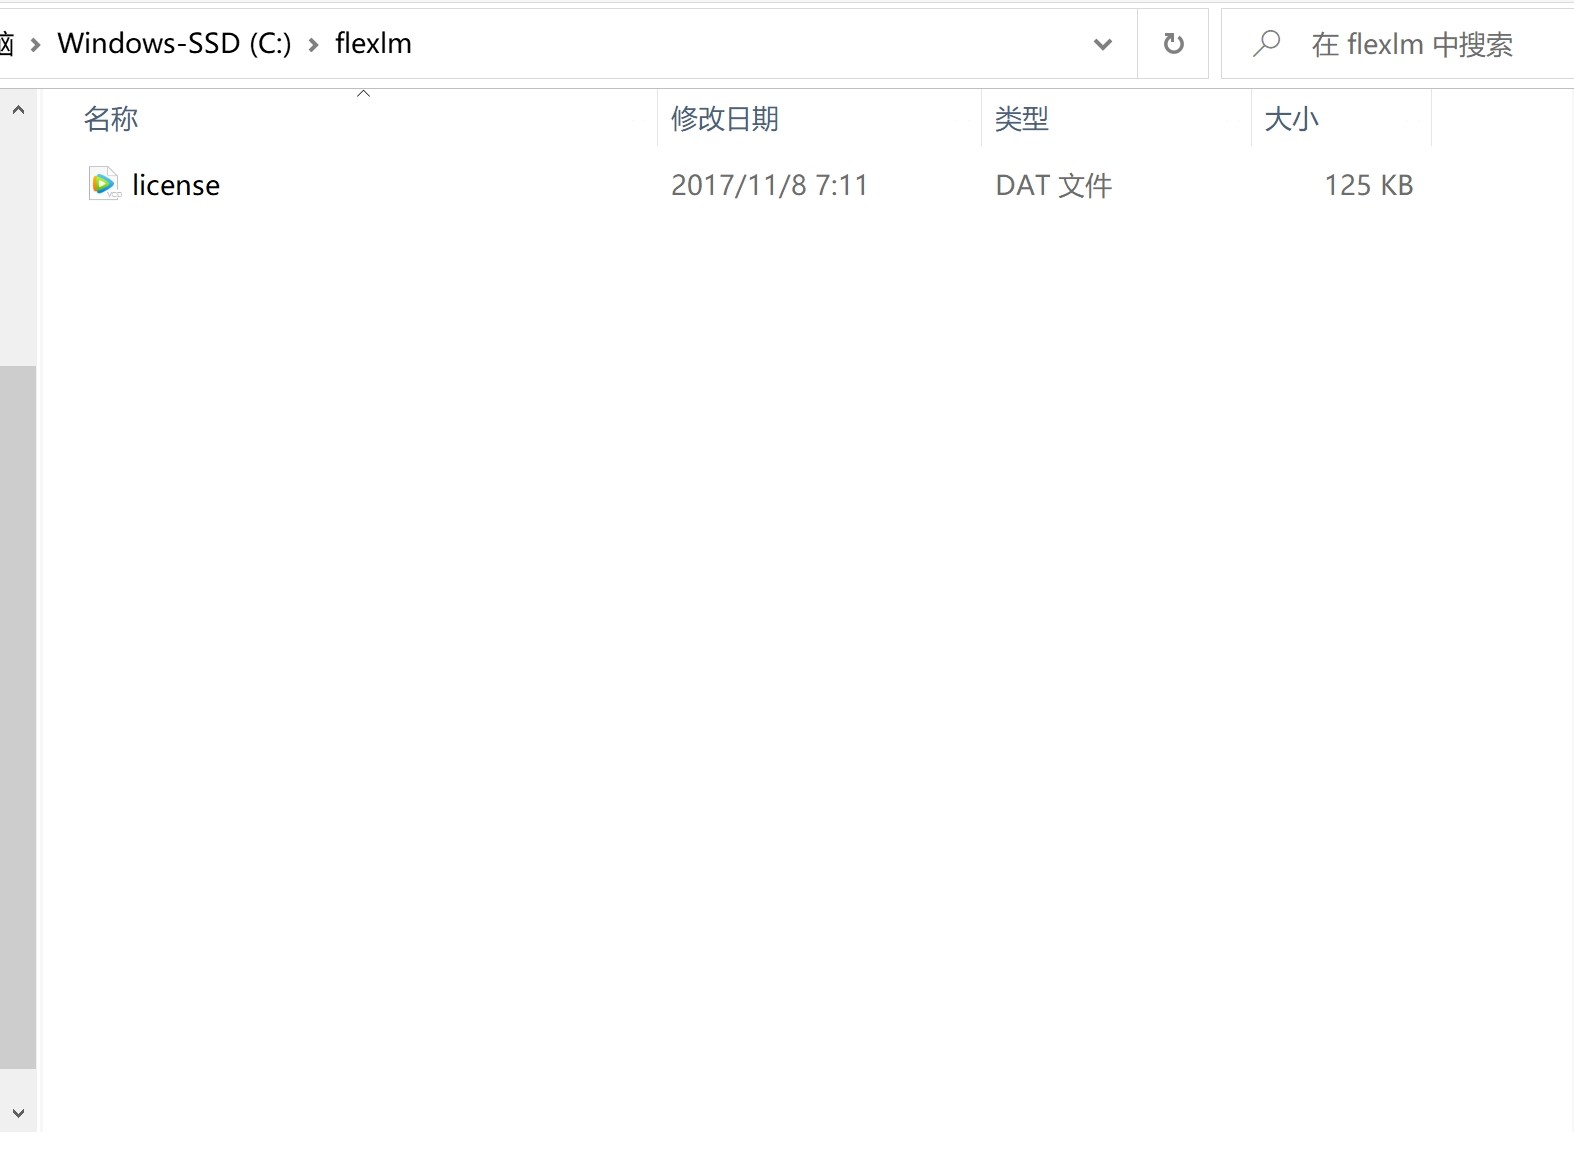 脑 › Windows-SSD (C:) › flexlm
在 flexlm 中搜索
名称 修改日期 类型 大小
license 2017/11/8 7:11 DAT 文件 125 KB